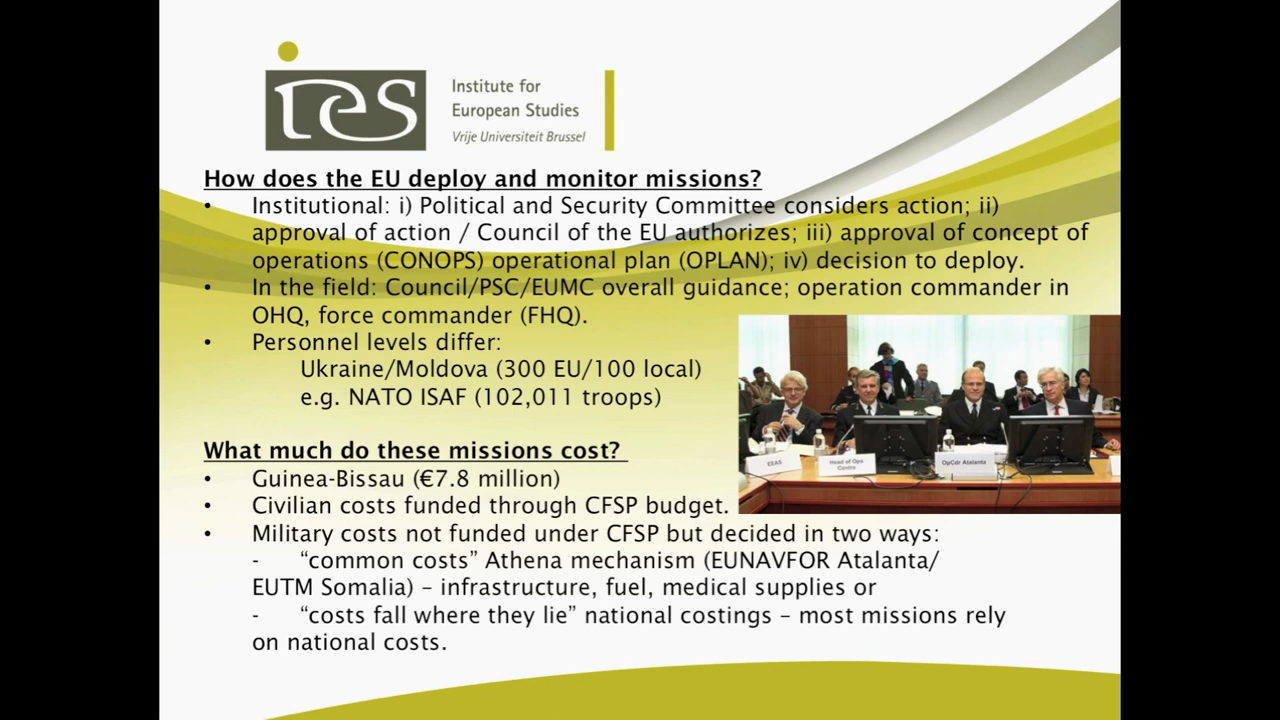 ies
Institute for
European Studies
Vrije Universiteit Brussel
How does the EU deploy and monitor missions?
• Institutional: i) Political and Security Committee considers action; ii)
approval of action / Council of the EU authorizes; iii) approval of concept of
operations (CONOPS) operational plan (OPLAN); iv) decision to deploy.
• In the field: Council/PSC/EUMC overall guidance; operation commander in
OHQ, force commander (FHQ).
• Personnel levels differ:
Ukraine/Moldova (300 EU/100 local)
e.g. NATO ISAF (102,011 troops)
EEAS
Head of Ops
Centre
OpCdr Atalanta
What much do these missions cost?
• Guinea-Bissau (€7.8 million)
• Civilian costs funded through CFSP budget.
• Military costs not funded under CFSP but decided in two ways:
- “common costs” Athena mechanism (EUNAVFOR Atalanta/
EUTM Somalia) – infrastructure, fuel, medical supplies or
- “costs fall where they lie” national costings – most missions rely
on national costs.